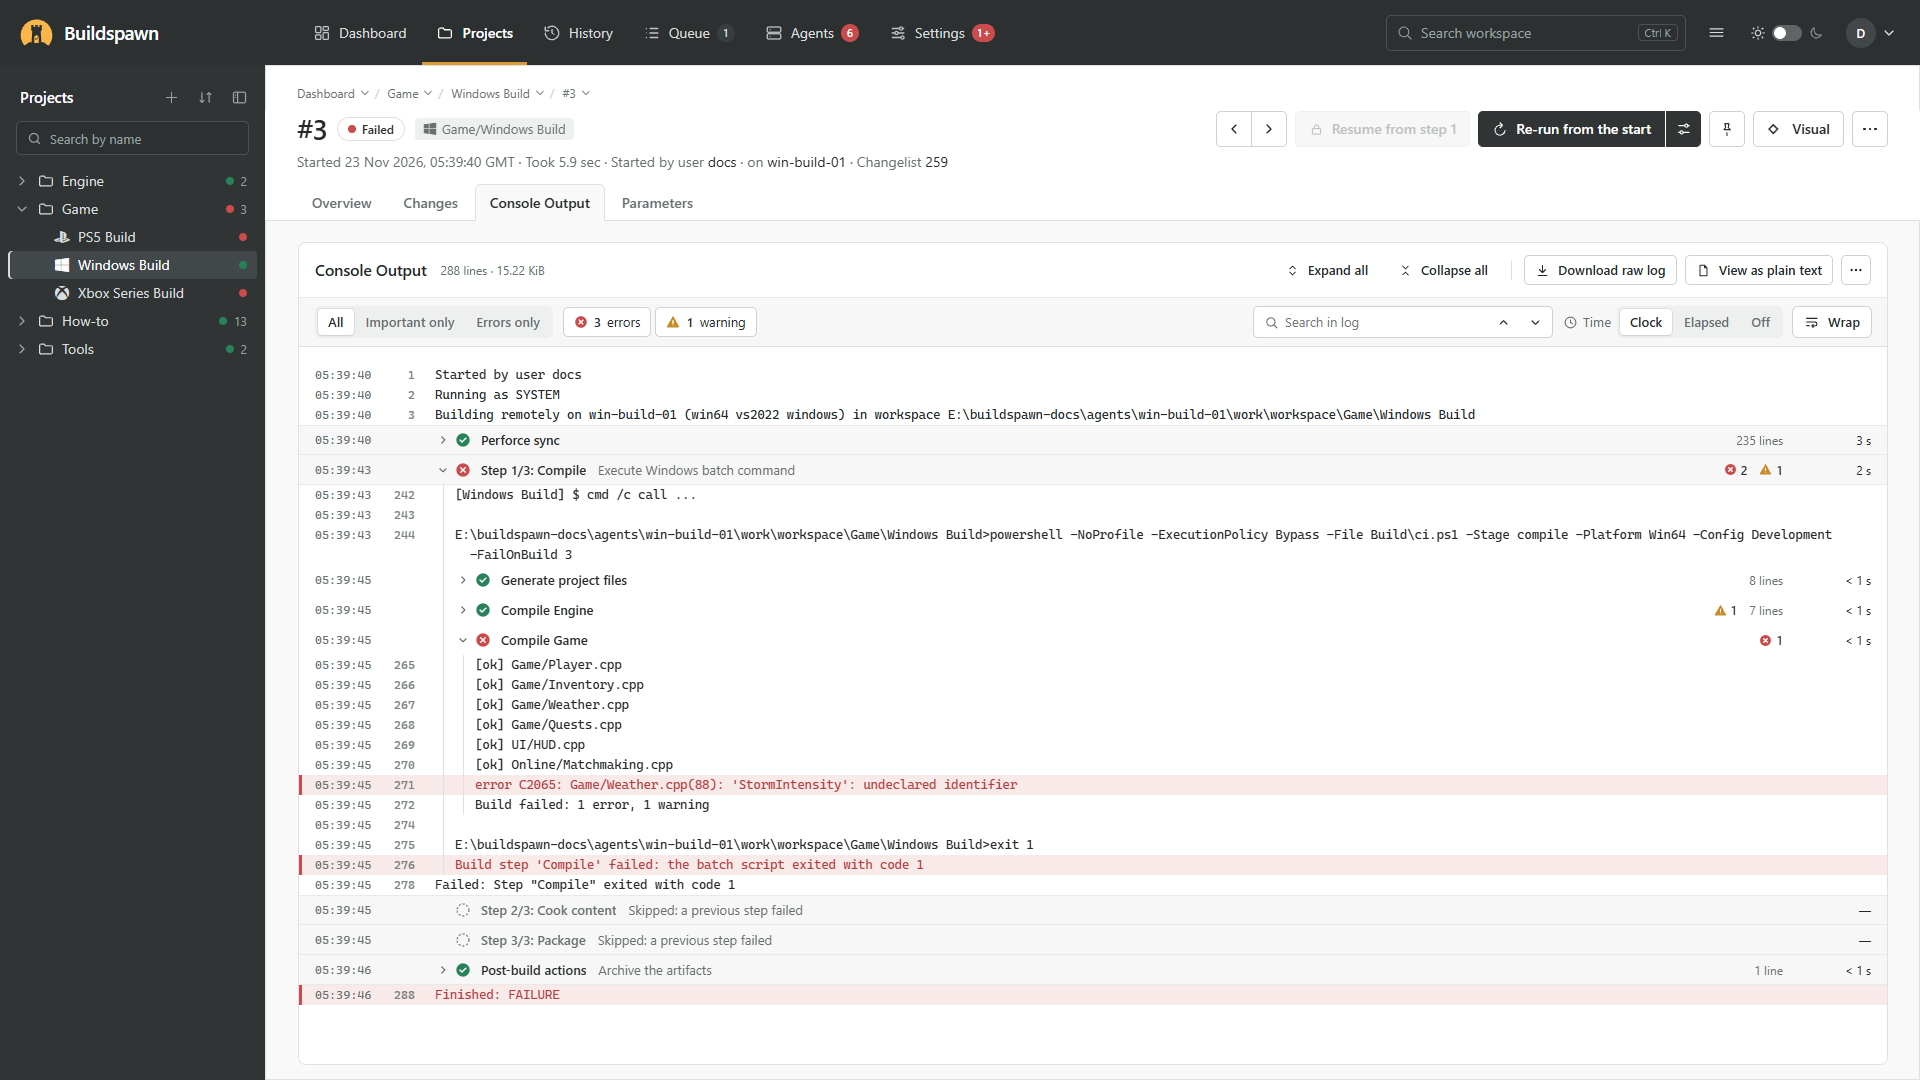 Buildspawn
Dashboard
Projects
History
Queue 1
Agents 6
Settings 1+
Search workspace Ctrl K
D
Projects
Search by name
Engine 2
Game 3
PS5 Build
Windows Build
Xbox Series Build
How-to 13
Tools 2
Dashboard / Game / Windows Build / #3
#3 Failed Game/Windows Build
Resume from step 1
Re-run from the start
Visual
Started 23 Nov 2026, 05:39:40 GMT · Took 5.9 sec · Started by user docs · on win-build-01 · Changelist 259
Overview Changes Console Output Parameters
Console Output 288 lines · 15.22 KiB
Expand all Collapse all Download raw log View as plain text
All Important only Errors only 3 errors 1 warning
Search in log Time Clock Elapsed Off Wrap
05:39:40 1 Started by user docs
05:39:40 2 Running as SYSTEM
05:39:40 3 Building remotely on win-build-01 (win64 vs2022 windows) in workspace E:\buildspawn-docs\agents\win-build-01\work\workspace\Game\Windows Build
05:39:40 Perforce sync 235 lines 3 s
05:39:43 Step 1/3: Compile Execute Windows batch command 2 1 2 s
05:39:43 242 [Windows Build] $ cmd /c call ...
05:39:43 243
05:39:43 244 E:\buildspawn-docs\agents\win-build-01\work\workspace\Game\Windows Build>powershell -NoProfile -ExecutionPolicy Bypass -File Build\ci.ps1 -Stage compile -Platform Win64 -Config Development
-FailOnBuild 3
05:39:45 Generate project files 8 lines < 1 s
05:39:45 Compile Engine 1 7 lines < 1 s
05:39:45 Compile Game 1 < 1 s
05:39:45 265 [ok] Game/Player.cpp
05:39:45 266 [ok] Game/Inventory.cpp
05:39:45 267 [ok] Game/Weather.cpp
05:39:45 268 [ok] Game/Quests.cpp
05:39:45 269 [ok] UI/HUD.cpp
05:39:45 270 [ok] Online/Matchmaking.cpp
05:39:45 271 error C2065: Game/Weather.cpp(88): 'StormIntensity': undeclared identifier
05:39:45 272 Build failed: 1 error, 1 warning
05:39:45 274
05:39:45 275 E:\buildspawn-docs\agents\win-build-01\work\workspace\Game\Windows Build>exit 1
05:39:45 276 Build step 'Compile' failed: the batch script exited with code 1
05:39:45 278 Failed: Step "Compile" exited with code 1
05:39:45 Step 2/3: Cook content Skipped: a previous step failed —
05:39:45 Step 3/3: Package Skipped: a previous step failed —
05:39:46 Post-build actions Archive the artifacts 1 line < 1 s
05:39:46 288 Finished: FAILURE